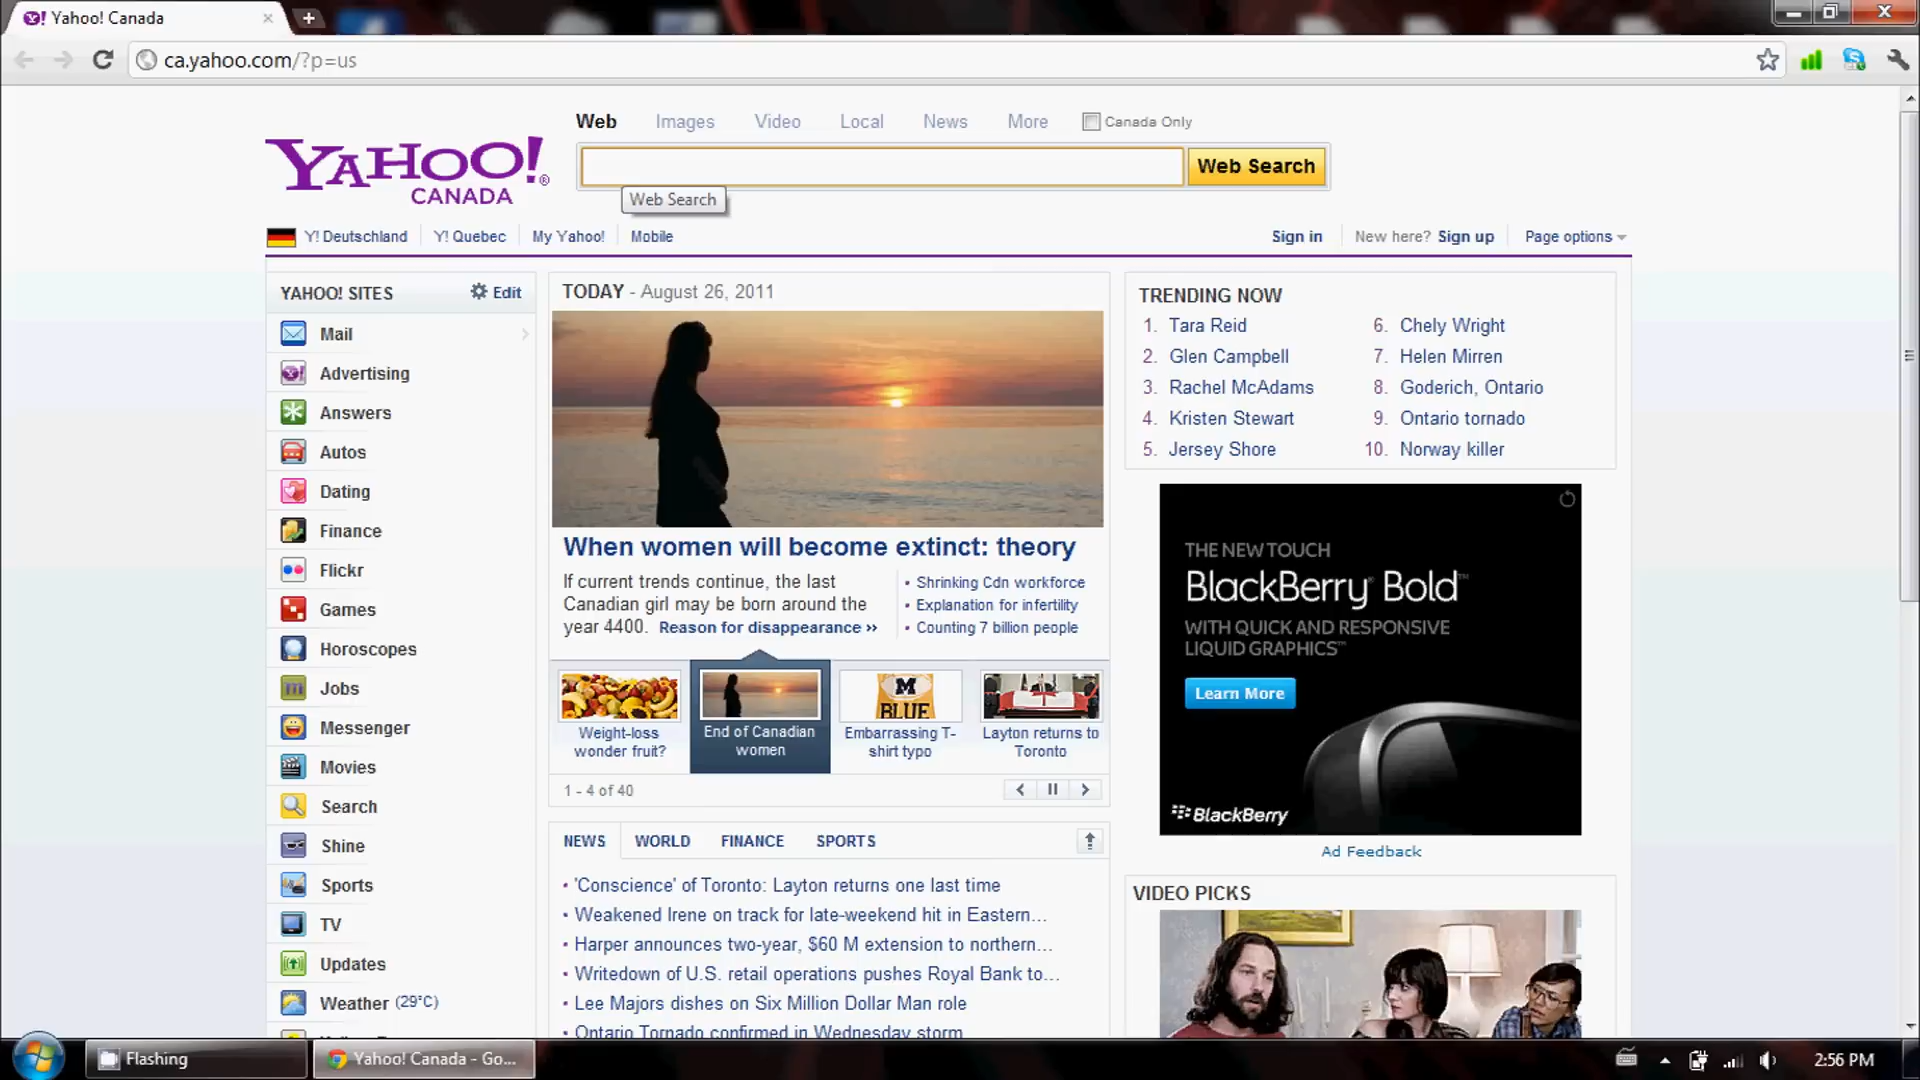 Yahoo! Canada
ca.yahoo.com/?p=us
Web Images Video Local News More Canada Only
YAHOO!® CANADA
Web Search
Web Search
Y! Deutschland Y! Quebec My Yahoo! Mobile
Sign in New here? Sign up Page options
YAHOO! SITES Edit
Mail
Advertising
Answers
Autos
Dating
Finance
Flickr
Games
Horoscopes
Jobs
Messenger
Movies
Search
Shine
Sports
TV
Updates
Weather (29°C)
TODAY - August 26, 2011
When women will become extinct: theory
If current trends continue, the last
Canadian girl may be born around the
year 4400. Reason for disappearance ››
• Shrinking Cdn workforce
• Explanation for infertility
• Counting 7 billion people
M
BLUE
Weight-loss
wonder fruit?
End of Canadian
women
Embarrassing T-
shirt typo
Layton returns to
Toronto
1 - 4 of 40
NEWS WORLD FINANCE SPORTS
• 'Conscience' of Toronto: Layton returns one last time
• Weakened Irene on track for late-weekend hit in Eastern...
• Harper announces two-year, $60 M extension to northern...
• Writedown of U.S. retail operations pushes Royal Bank to...
• Lee Majors dishes on Six Million Dollar Man role
Ontario Tornado confirmed in Wednesday storm
TRENDING NOW
1. Tara Reid
2. Glen Campbell
3. Rachel McAdams
4. Kristen Stewart
5. Jersey Shore
6. Chely Wright
7. Helen Mirren
8. Goderich, Ontario
9. Ontario tornado
10. Norway killer
THE NEW TOUCH
BlackBerry® Bold™
WITH QUICK AND RESPONSIVE
LIQUID GRAPHICS™
Learn More
BlackBerry
Ad Feedback
VIDEO PICKS
Flashing
Yahoo! Canada - Go...
2:56 PM